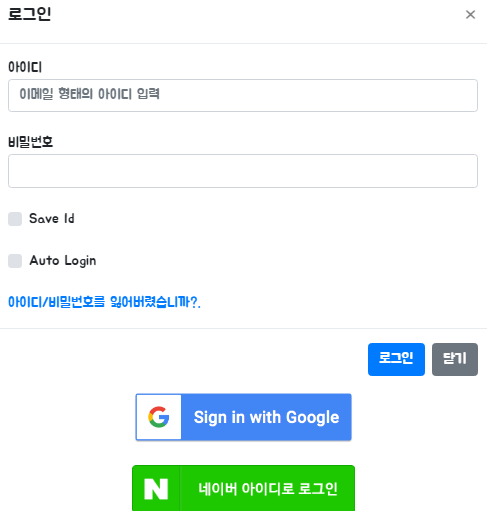 로그인
×
아이디
이메일 형태의 아이디 입력
비밀번호
Save Id
Auto Login
아이디/비밀번호를 잃어버렸습니까?.
로그인 닫기
G Sign in with Google
N 네이버 아이디로 로그인